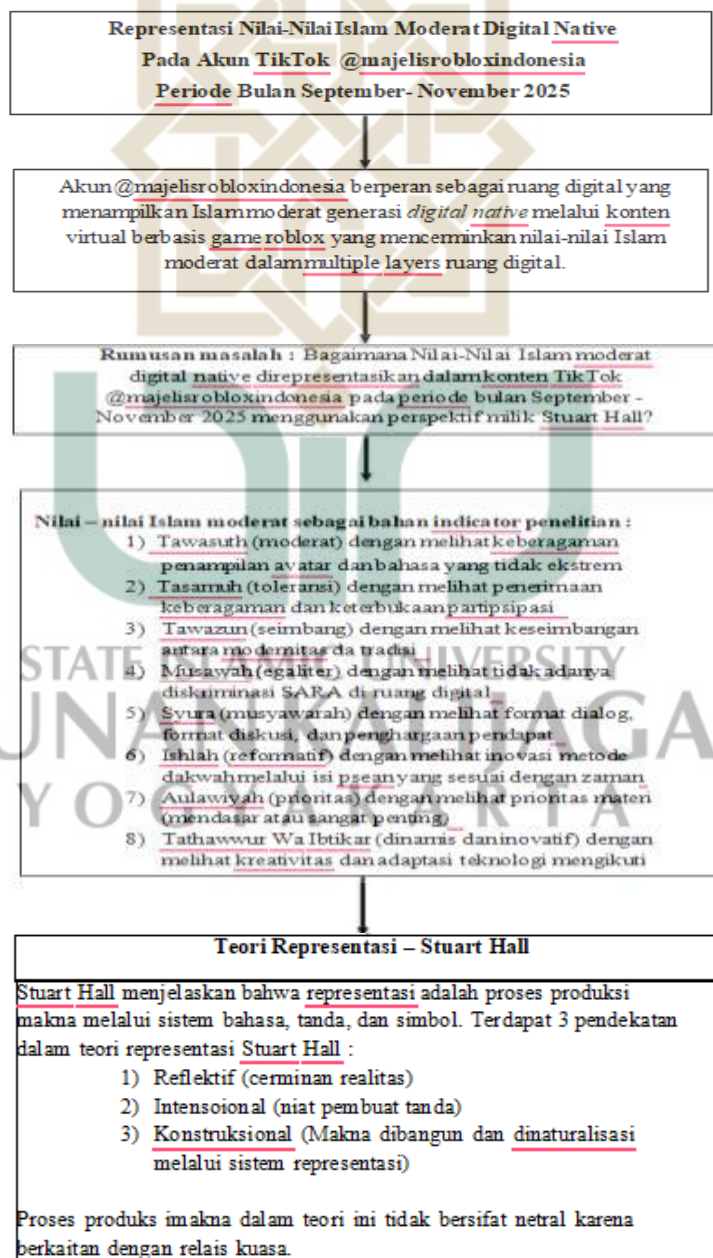 Representasi Nilai-Nilai Islam Moderat Digital Native
Pada Akun TikTok @majelisrobloxindonesia
Periode Bulan September- November 2025
Akun @majelisrobloxindonesia berperan sebagai ruang digital yang
menampilkan Islam moderat generasi digital native melalui konten
virtual berbasis game roblox yang mencerminkan nilai-nilai Islam
moderat dalam multiple layers ruang digital.
Rumusan masalah : Bagaimana Nilai-Nilai Islam moderat
digital native direpresentasikan dalam konten TikTok
@majelisrobloxindonesia pada periode bulan September -
November 2025 menggunakan perspektif milik Stuart Hall?
Nilai – nilai Islam moderat sebagai bahan indicator penelitian :
1) Tawasuth (moderat) dengan melihat keberagaman
penampilan avatar dan bahasa yang tidak ekstrem
2) Tasamuh (toleransi) dengan melihat penerimaan
keberagaman dan keterbukaan partipsipasi
3) Tawazun (seimbang) dengan melihat keseimbangan
antara modernitas da tradisi
4) Musawah (egaliter) dengan melihat tidak adanya
diskriminasi SARA di ruang digital
5) Syura (musyawarah) dengan melihat format dialog,
format diskusi, dan penghargaan pendapat
6) Ishlah (reformatif) dengan melihat inovasi metode
dakwah melalui isi psean yang sesuai dengan zaman
7) Aulawiyah (prioritas) dengan melihat prioritas materi
(mendasar atau sangat penting)
8) Tathawwur Wa Ibtikar (dinamis dan inovatif) dengan
melihat kreativitas dan adaptasi teknologi mengikuti
STATE ISLAMIC UNIVERSITY
SUNAN KALIJAGA
YOGYAKARTA
Teori Representasi – Stuart Hall
Stuart Hall menjelaskan bahwa representasi adalah proses produksi
makna melalui sistem bahasa, tanda, dan simbol. Terdapat 3 pendekatan
dalam teori representasi Stuart Hall :
1) Reflektif (cerminan realitas)
2) Intensoional (niat pembuat tanda)
3) Konstruksional (Makna dibangun dan dinaturalisasi
melalui sistem representasi)
Proses produks imakna dalam teori ini tidak bersifat netral karena
berkaitan dengan relais kuasa.